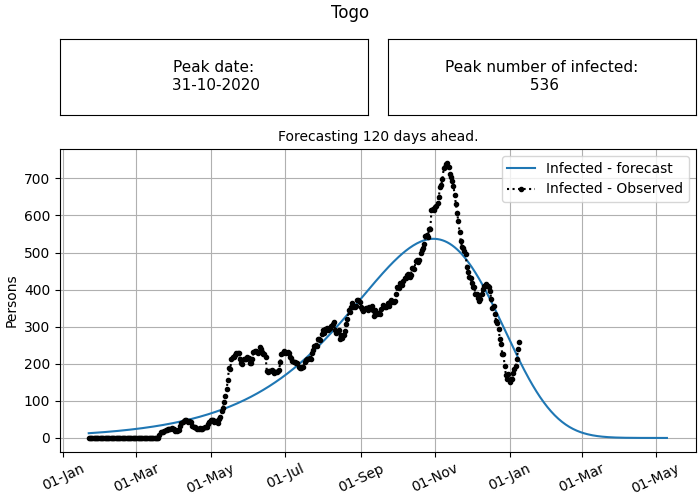 Togo
Peak date:
31-10-2020
Peak number of infected:
536
Forecasting 120 days ahead.
Infected - forecast
Infected - Observed
Persons
700
600
500
400
300
200
100
0
01-Jan
01-Mar
01-May
01-Jul
01-Sep
01-Nov
01-Jan
01-Mar
01-May